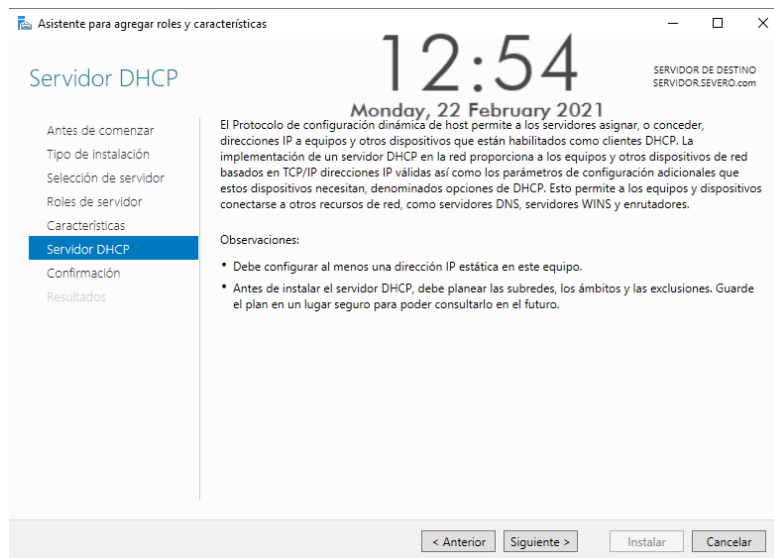 Asistente para agregar roles y características
12:54
Monday, 22 February 2021
Servidor DHCP
SERVIDOR DE DESTINO
SERVIDOR.SEVERO.com
Antes de comenzar
Tipo de instalación
Selección de servidor
Roles de servidor
Características
Servidor DHCP
Confirmación
Resultados
El Protocolo de configuración dinámica de host permite a los servidores asignar, o conceder,
direcciones IP a equipos y otros dispositivos que están habilitados como clientes DHCP. La
implementación de un servidor DHCP en la red proporciona a los equipos y otros dispositivos de red
basados en TCP/IP direcciones IP válidas así como los parámetros de configuración adicionales que
estos dispositivos necesitan, denominados opciones de DHCP. Esto permite a los equipos y dispositivos
conectarse a otros recursos de red, como servidores DNS, servidores WINS y enrutadores.
Observaciones:
• Debe configurar al menos una dirección IP estática en este equipo.
• Antes de instalar el servidor DHCP, debe planear las subredes, los ámbitos y las exclusiones. Guarde
el plan en un lugar seguro para poder consultarlo en el futuro.
< Anterior
Siguiente >
Instalar
Cancelar